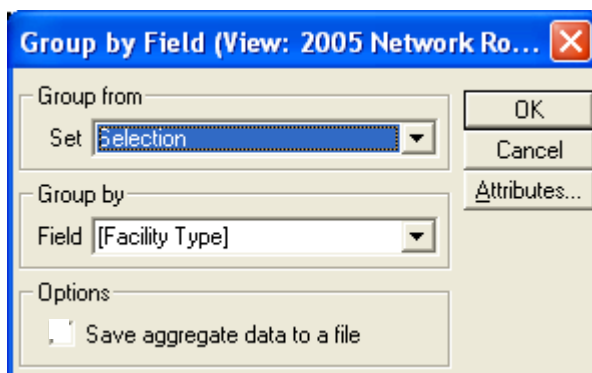 Group by Field (View: 2005 Network Ro...
Group from
Set Selection
OK
Cancel
Attributes...
Group by
Field [Facility Type]
Options
Save aggregate data to a file